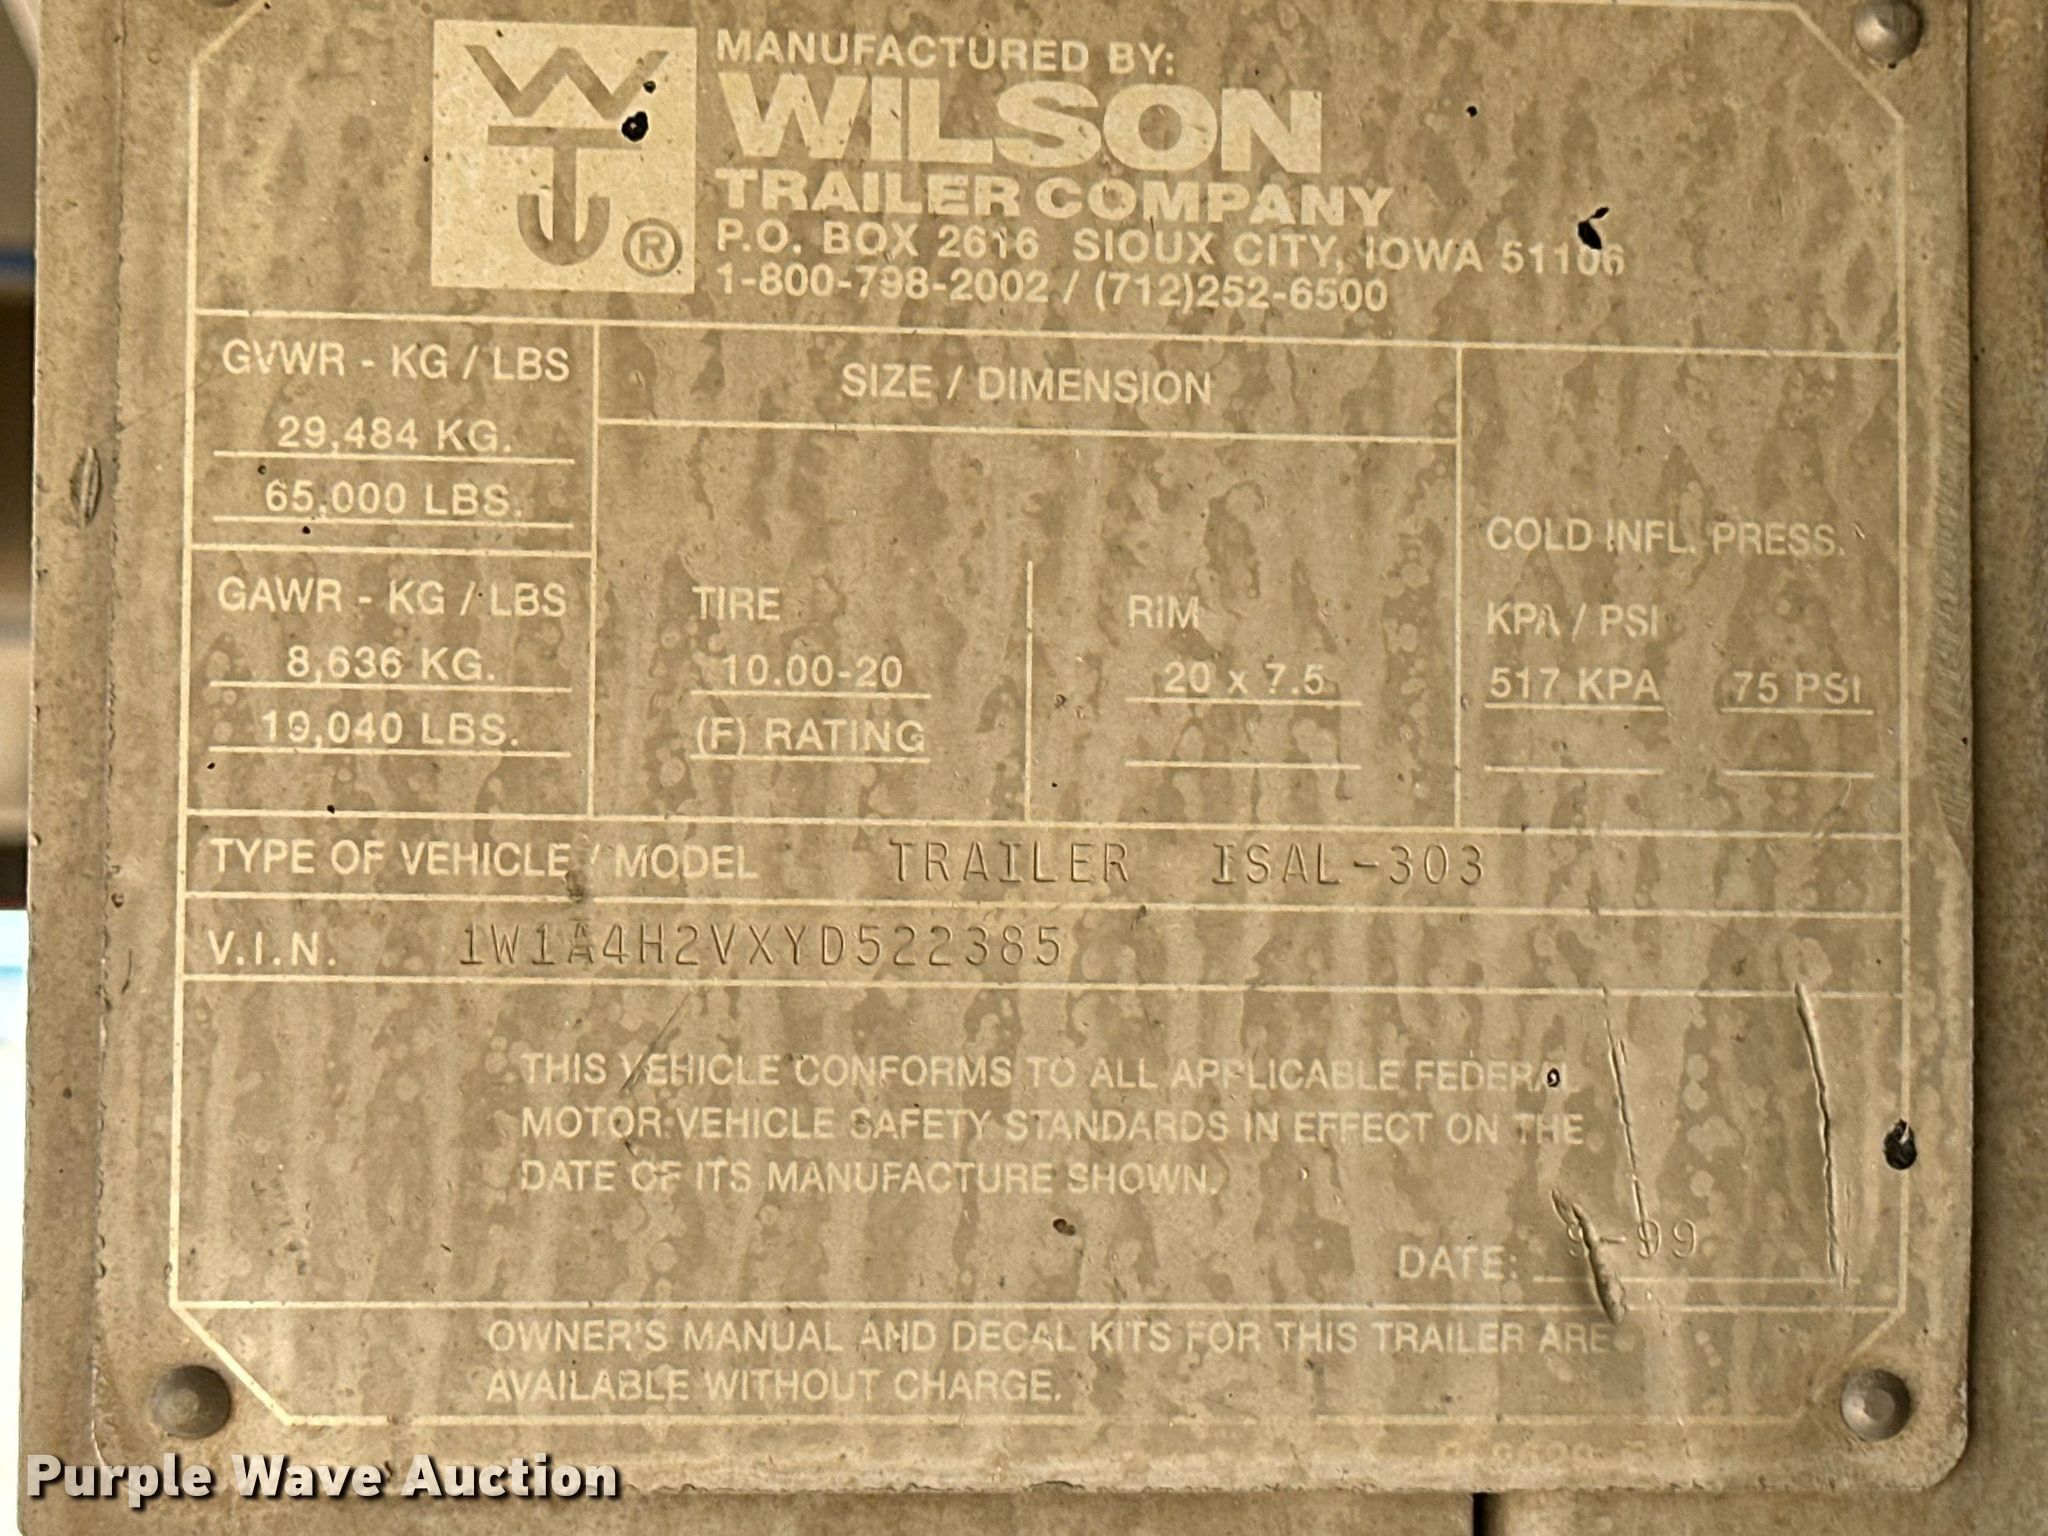 MANUFACTURED BY:
WILSON
TRAILER COMPANY
P.O. BOX 2616 SIOUX CITY, IOWA 51106
1-800-798-2002 / (712)252-6500
WT
®
GVWR - KG / LBS
29,484 KG.
65,000 LBS.
GAWR - KG / LBS
8,636 KG.
19,040 LBS.
SIZE / DIMENSION
TIRE
10.00-20
(F) RATING
RIM
20 x 7.5
COLD INFL. PRESS.
KPA / PSI
517 KPA 75 PSI
TYPE OF VEHICLE / MODEL TRAILER ISAL-303
V.I.N. 1W1A4H2VXYD522385
THIS VEHICLE CONFORMS TO ALL APPLICABLE FEDERAL
MOTOR VEHICLE SAFETY STANDARDS IN EFFECT ON THE
DATE OF ITS MANUFACTURE SHOWN.
DATE: 9-99
OWNER'S MANUAL AND DECAL KITS FOR THIS TRAILER ARE
AVAILABLE WITHOUT CHARGE.
Purple Wave Auction